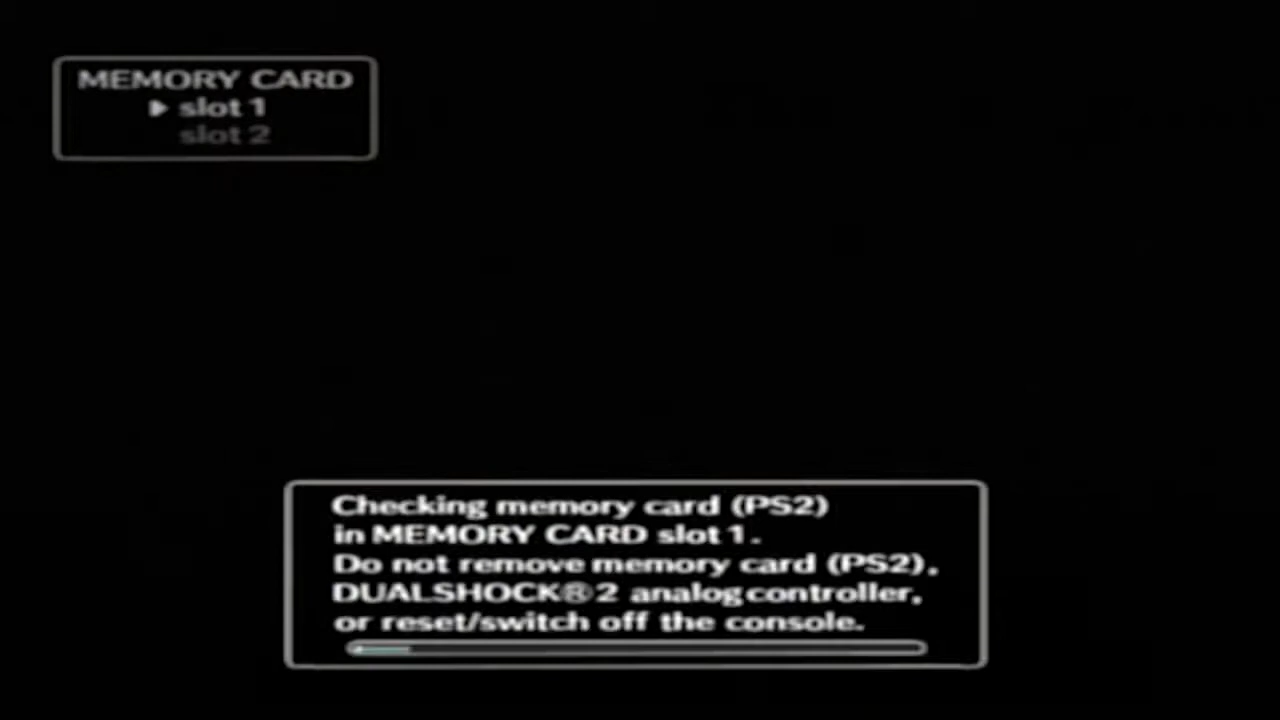 MEMORY CARD
slot 1
slot 2
Checking memory card (PS2)
in MEMORY CARD slot 1.
Do not remove memory card (PS2),
DUALSHOCK®2 analog controller,
or reset/switch off the console.